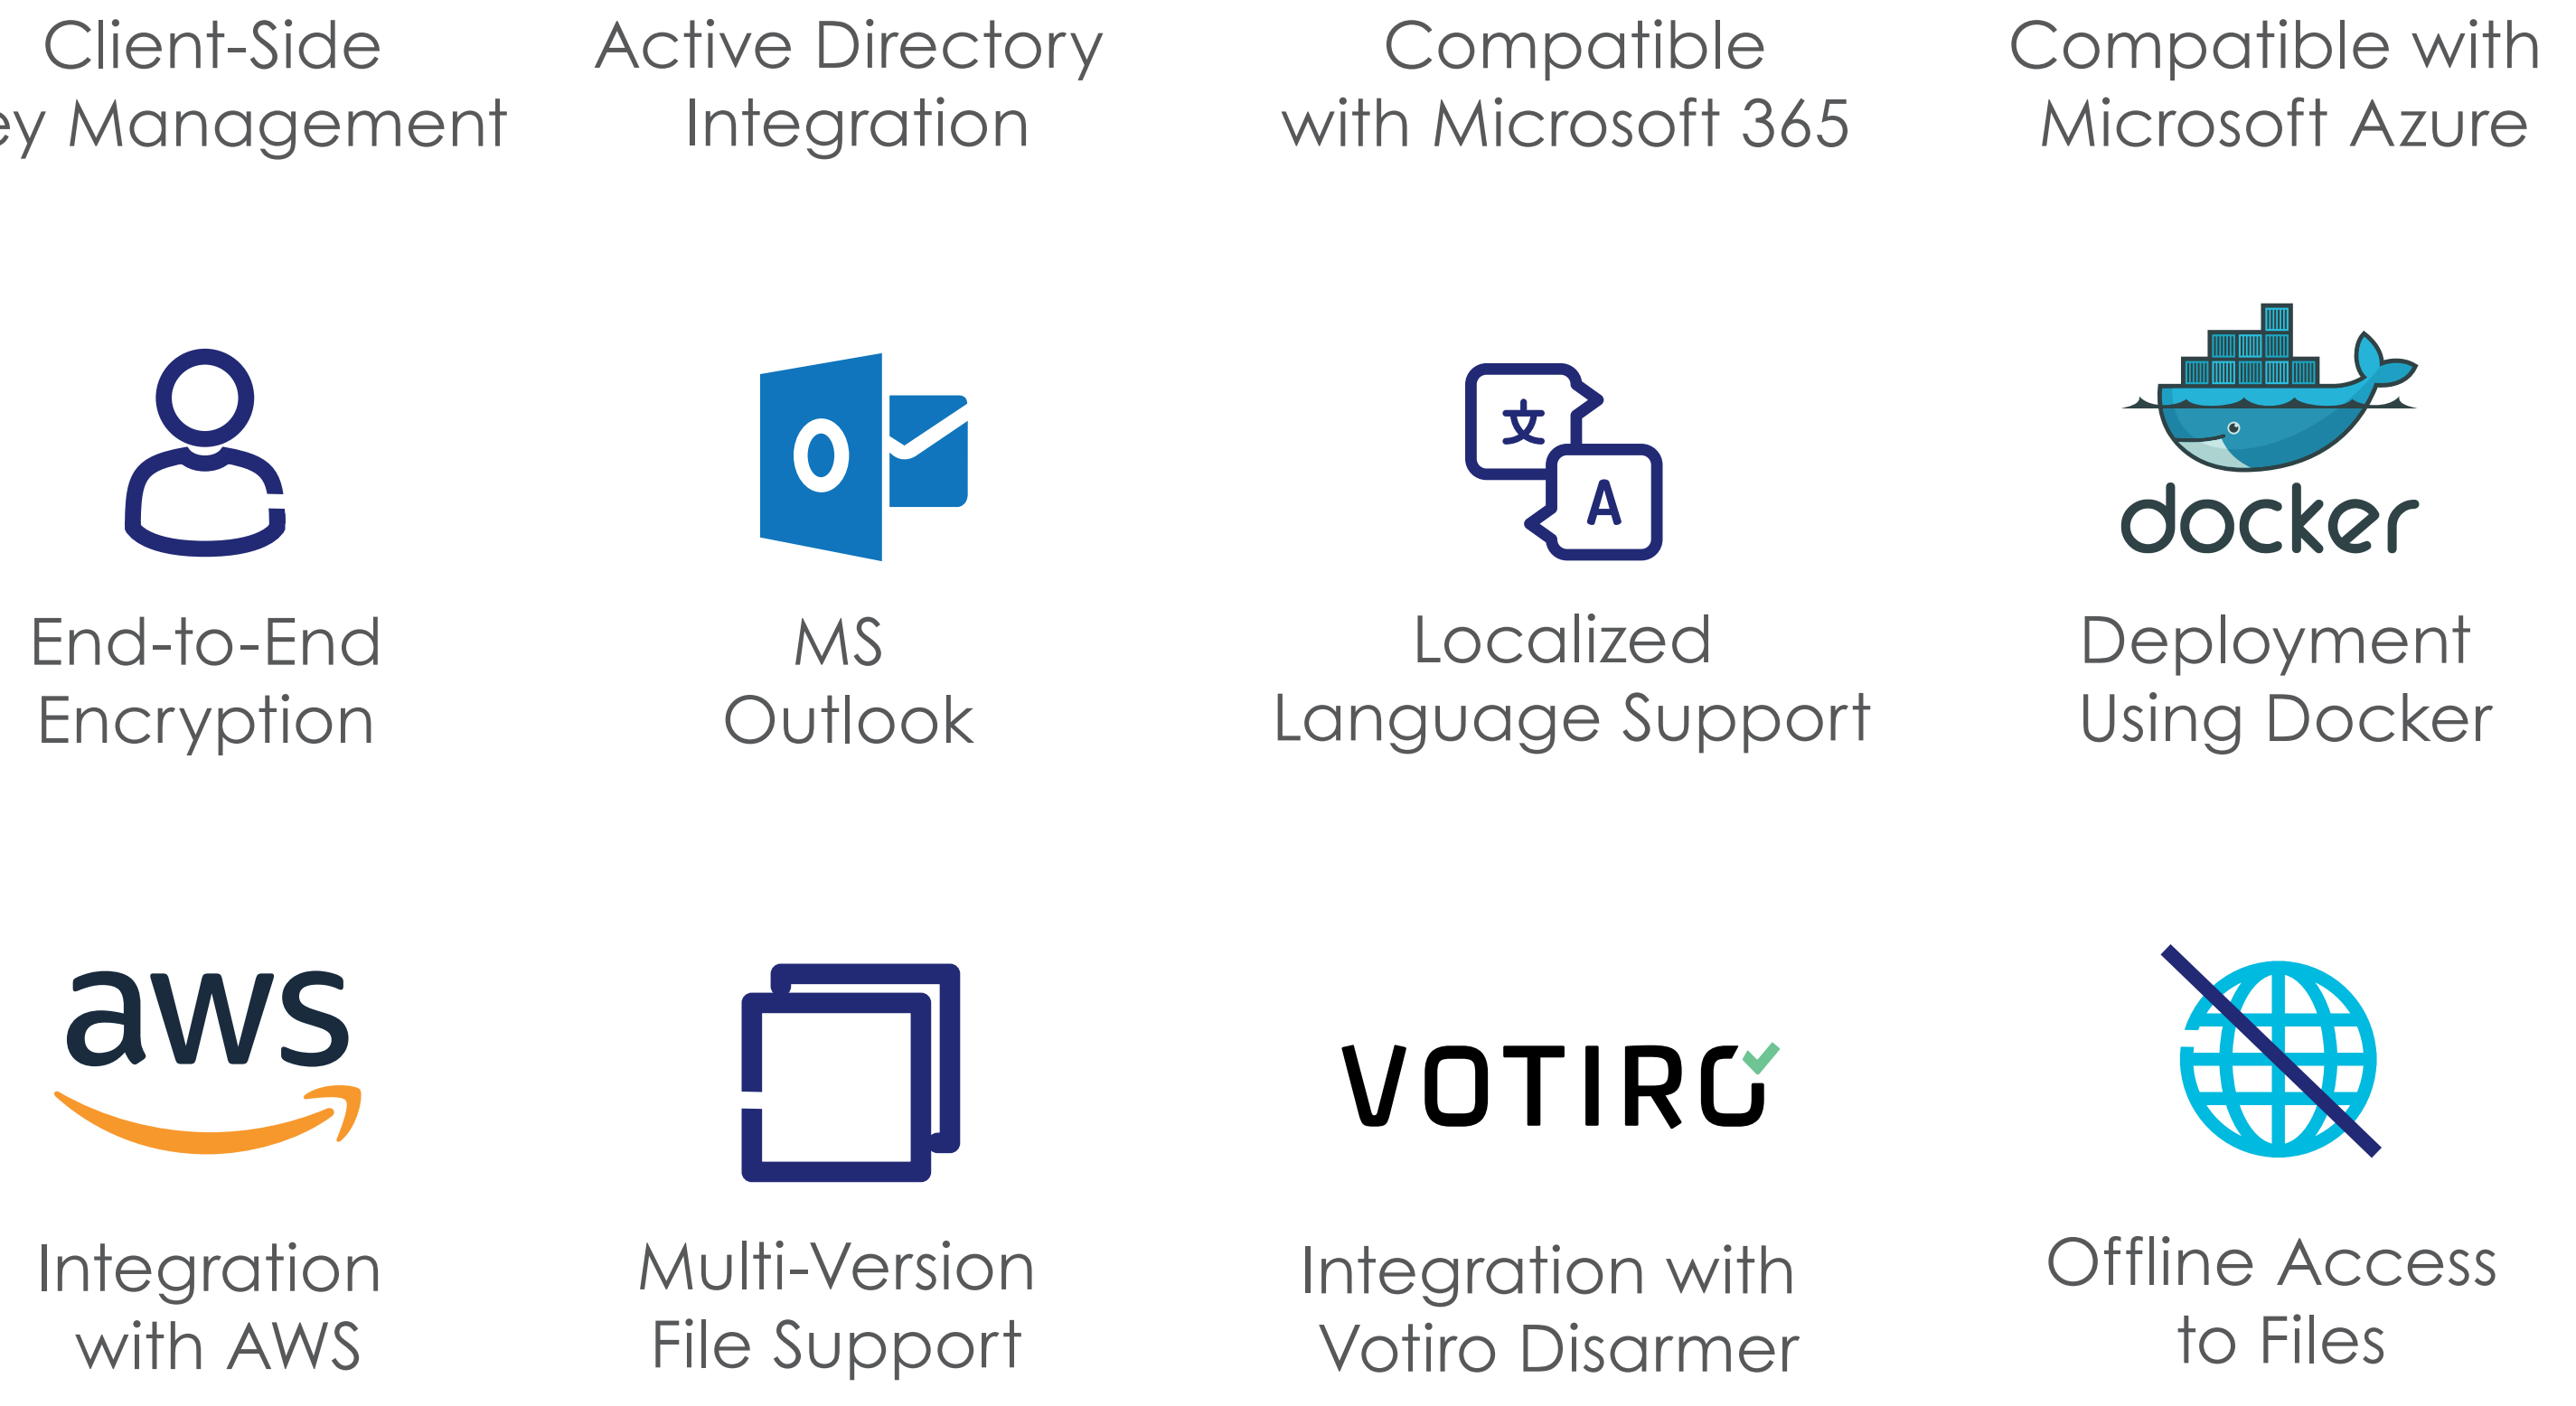 Client-Side
Active Directory
Compatible
Compatible with
ey Management
Integration
with Microsoft 365
Microsoft Azure
O
文
A
docker
End-to-End
Encryption
MS
Outlook
Localized
Language Support
Deployment
Using Docker
aws
VOTIRO
Integration
with AWS
Multi-Version
File Support
Integration with
Votiro Disarmer
Offline Access
to Files